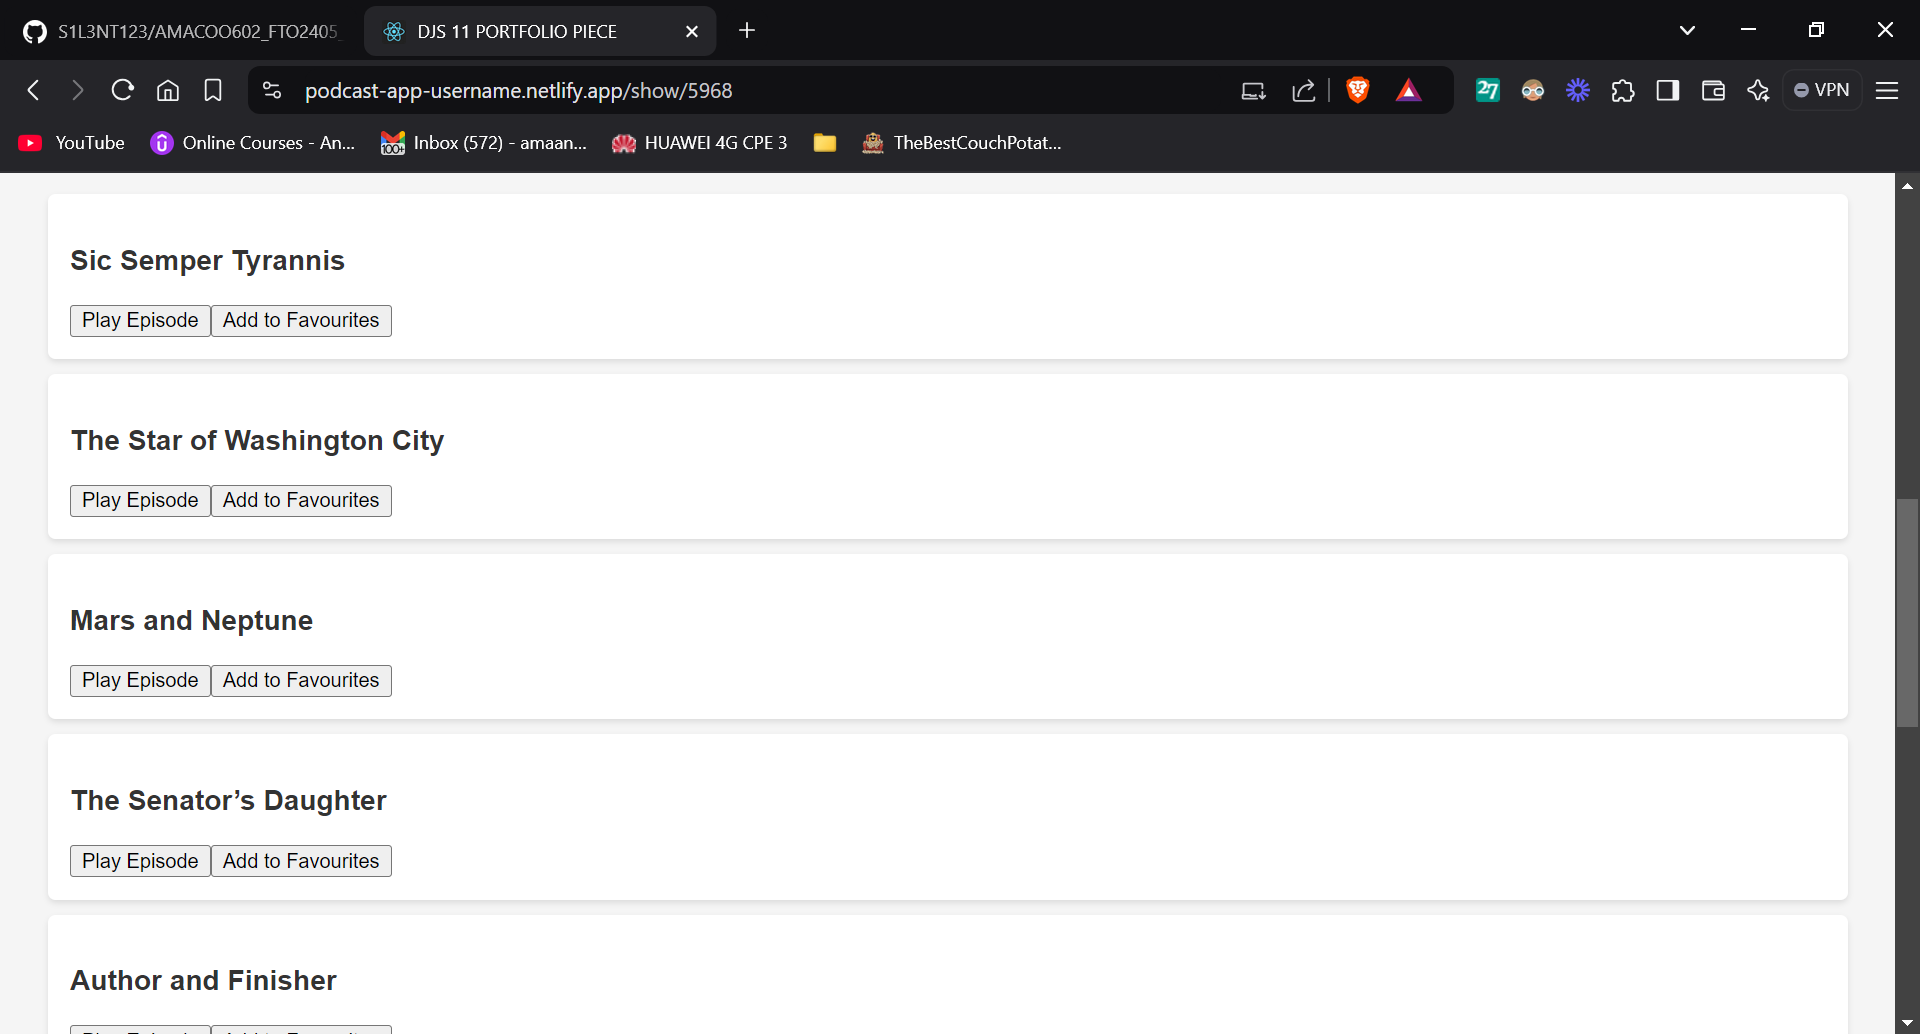 S1L3NT123/AMACOO602_FTO2405_
DJS 11 PORTFOLIO PIECE
podcast-app-username.netlify.app/show/5968
27
VPN
YouTube
Online Courses - An...
100+
Inbox (572) - amaan...
HUAWEI 4G CPE 3
TheBestCouchPotat...
Sic Semper Tyrannis
Play Episode Add to Favourites
The Star of Washington City
Play Episode Add to Favourites
Mars and Neptune
Play Episode Add to Favourites
The Senator’s Daughter
Play Episode Add to Favourites
Author and Finisher